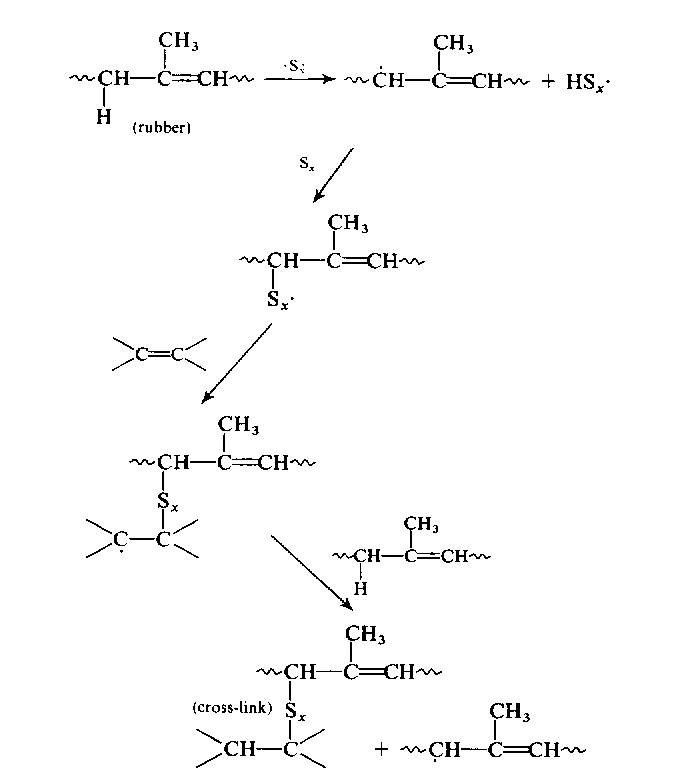 CH₃
CH—C=CH ·Sₓ· ·CH—C=CH + HSₓ·
CH₃
H
(rubber)
Sₓ
CH₃
CH—C=CH
Sₓ·
C=C
CH₃
CH—C=CH
Sₓ
Ċ—C
CH₃
CH—C=CH
H
CH₃
CH—C=CH
(cross-link) Sₓ
CH—C
+
CH₃
ĊH—C=CH